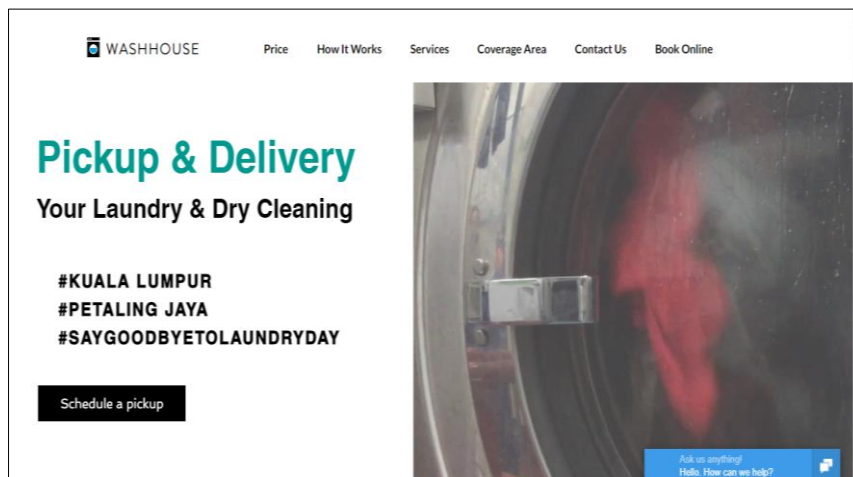 WASHHOUSE
Price How It Works Services Coverage Area Contact Us Book Online
Pickup & Delivery
Your Laundry & Dry Cleaning
#KUALA LUMPUR
#PETALING JAYA
#SAYGOODBYETOLAUNDRYDAY
Schedule a pickup
Ask us anything!
Hello. How can we help?